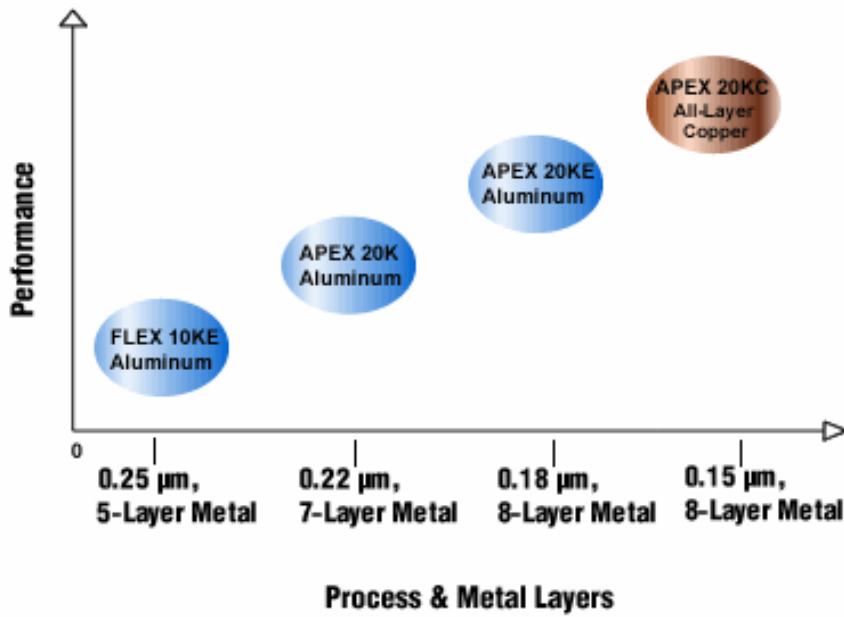 Performance
APEX 20KC
All-Layer
Copper
APEX 20KE
Aluminum
APEX 20K
Aluminum
FLEX 10KE
Aluminum
0
0.25 µm,
5-Layer Metal
0.22 µm,
7-Layer Metal
0.18 µm,
8-Layer Metal
0.15 µm,
8-Layer Metal
Process & Metal Layers